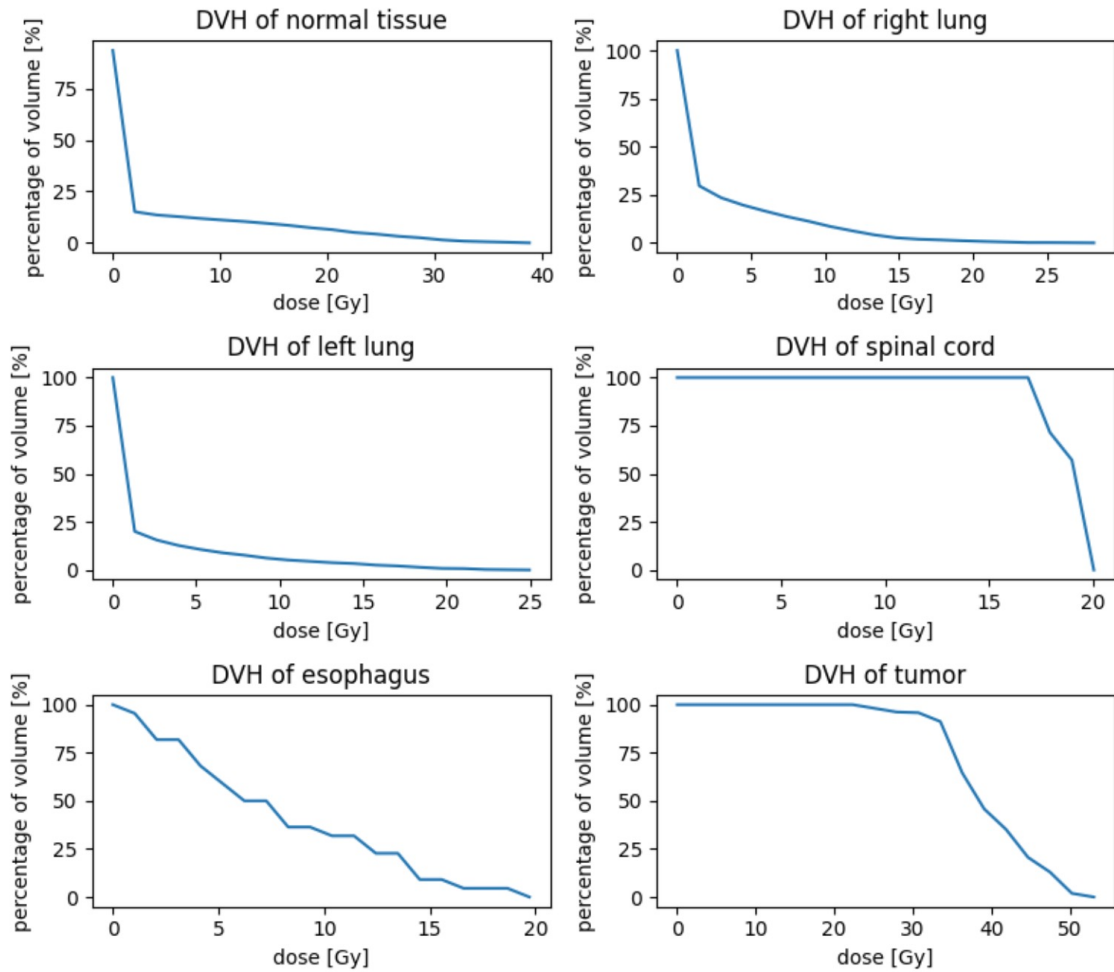 DVH of normal tissue
percentage of volume [%]
75
50
25
0
0 10 20 30 40
dose [Gy]
DVH of right lung
percentage of volume [%]
100
75
50
25
0
0 5 10 15 20 25
dose [Gy]
DVH of left lung
percentage of volume [%]
100
75
50
25
0
0 5 10 15 20 25
dose [Gy]
DVH of spinal cord
percentage of volume [%]
100
75
50
25
0
0 5 10 15 20
dose [Gy]
DVH of esophagus
percentage of volume [%]
100
75
50
25
0
0 5 10 15 20
dose [Gy]
DVH of tumor
percentage of volume [%]
100
75
50
25
0
0 10 20 30 40 50
dose [Gy]